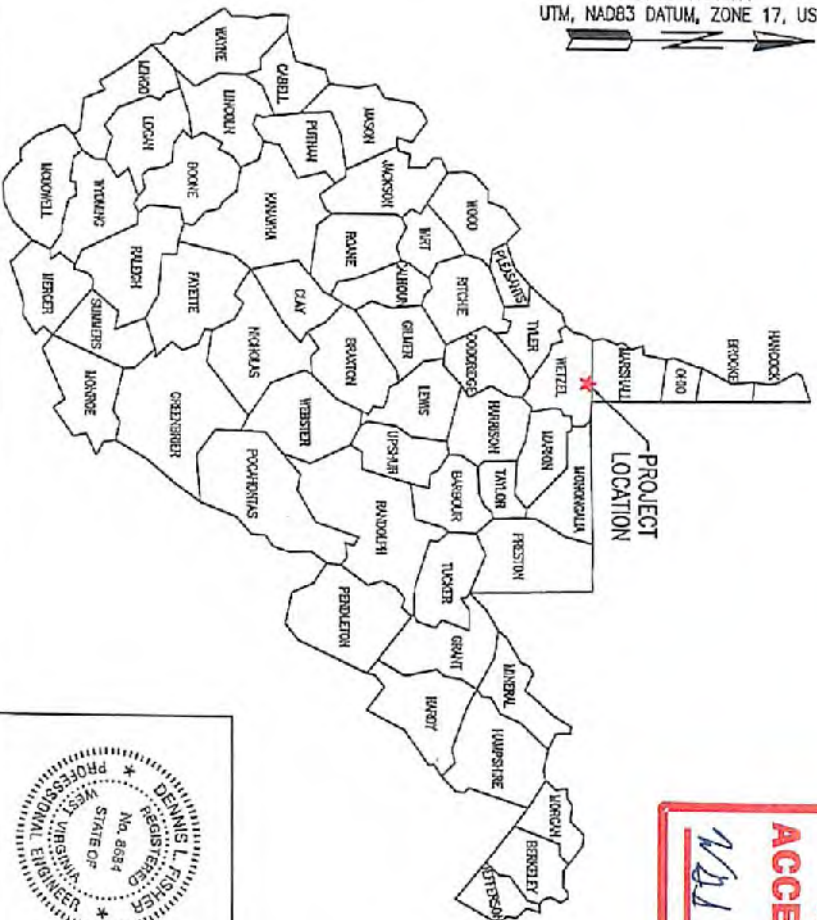 UTM, NAD83 DATUM, ZONE 17, US
HANCOCK
BROOKE
OHIO
MARSHALL
PROJECT
LOCATION
WETZEL
MONONGALIA
TYLER
MARION
PRESTON
PLEASANTS
DODDRIDGE
HARRISON
TAYLOR
WOOD
RITCHIE
WIRT
CALHOUN
GILMER
LEWIS
BARBOUR
UPSHUR
TUCKER
GRANT
MINERAL
HAMPSHIRE
MORGAN
BERKELEY
JEFFERSON
HARDY
PENDLETON
RANDOLPH
JACKSON
ROANE
BRAXTON
WEBSTER
POCAHONTAS
MASON
PUTNAM
KANAWHA
CLAY
NICHOLAS
CABELL
WAYNE
LINCOLN
BOONE
FAYETTE
GREENBRIER
MINGO
LOGAN
RALEIGH
SUMMERS
MONROE
WYOMING
MCDOWELL
MERCER
ACCE
DENNIS L. FISHER
REGISTERED
No. 8684
STATE OF
WEST VIRGINIA
PROFESSIONAL ENGINEER